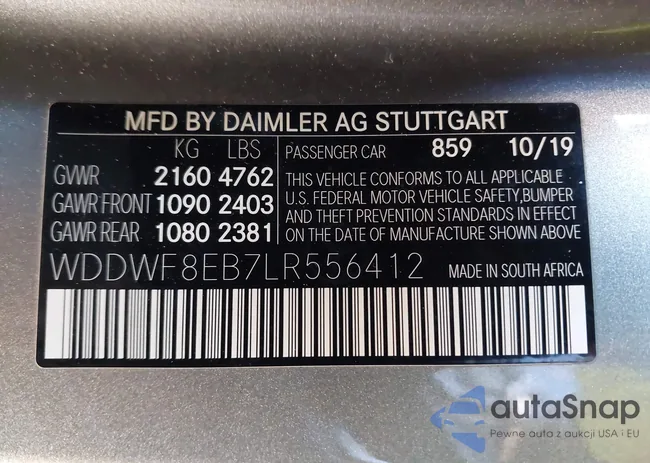 MFD BY DAIMLER AG STUTTGART
KG LBS PASSENGER CAR 859 10/19
GVWR 2160 4762
GAWR FRONT 1090 2403
GAWR REAR 1080 2381
THIS VEHICLE CONFORMS TO ALL APPLICABLE
U.S. FEDERAL MOTOR VEHICLE SAFETY,BUMPER
AND THEFT PREVENTION STANDARDS IN EFFECT
ON THE DATE OF MANUFACTURE SHOWN ABOVE
WDDWF8EB7LR556412 MADE IN SOUTH AFRICA
autaSnap
Pewne auta z aukcji USA i EU